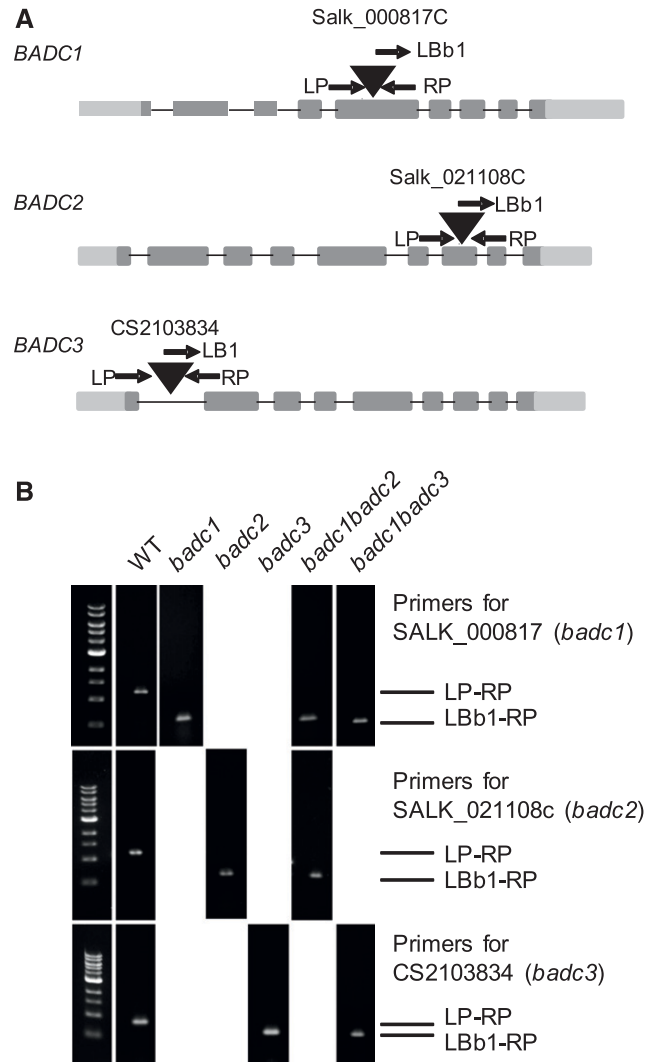 A
Salk_000817C
BADC1
LBb1
LP
RP
Salk_021108C
BADC2
LBb1
LP
RP
CS2103834
BADC3
LB1
LP
RP
B
WT
badc1
badc2
badc3
badc1badc2
badc1badc3
Primers for
SALK_000817 (badc1)
LP-RP
LBb1-RP
Primers for
SALK_021108c (badc2)
LP-RP
LBb1-RP
Primers for
CS2103834 (badc3)
LP-RP
LBb1-RP